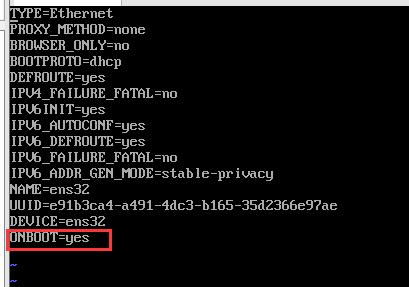 TYPE=Ethernet
PROXY_METHOD=none
BROWSER_ONLY=no
BOOTPROTO=dhcp
DEFROUTE=yes
IPV4_FAILURE_FATAL=no
IPV6INIT=yes
IPV6_AUTOCONF=yes
IPV6_DEFROUTE=yes
IPV6_FAILURE_FATAL=no
IPV6_ADDR_GEN_MODE=stable-privacy
NAME=ens32
UUID=e91b3ca4-a491-4dc3-b165-35d2366e97ae
DEVICE=ens32
ONBOOT=yes
~
~